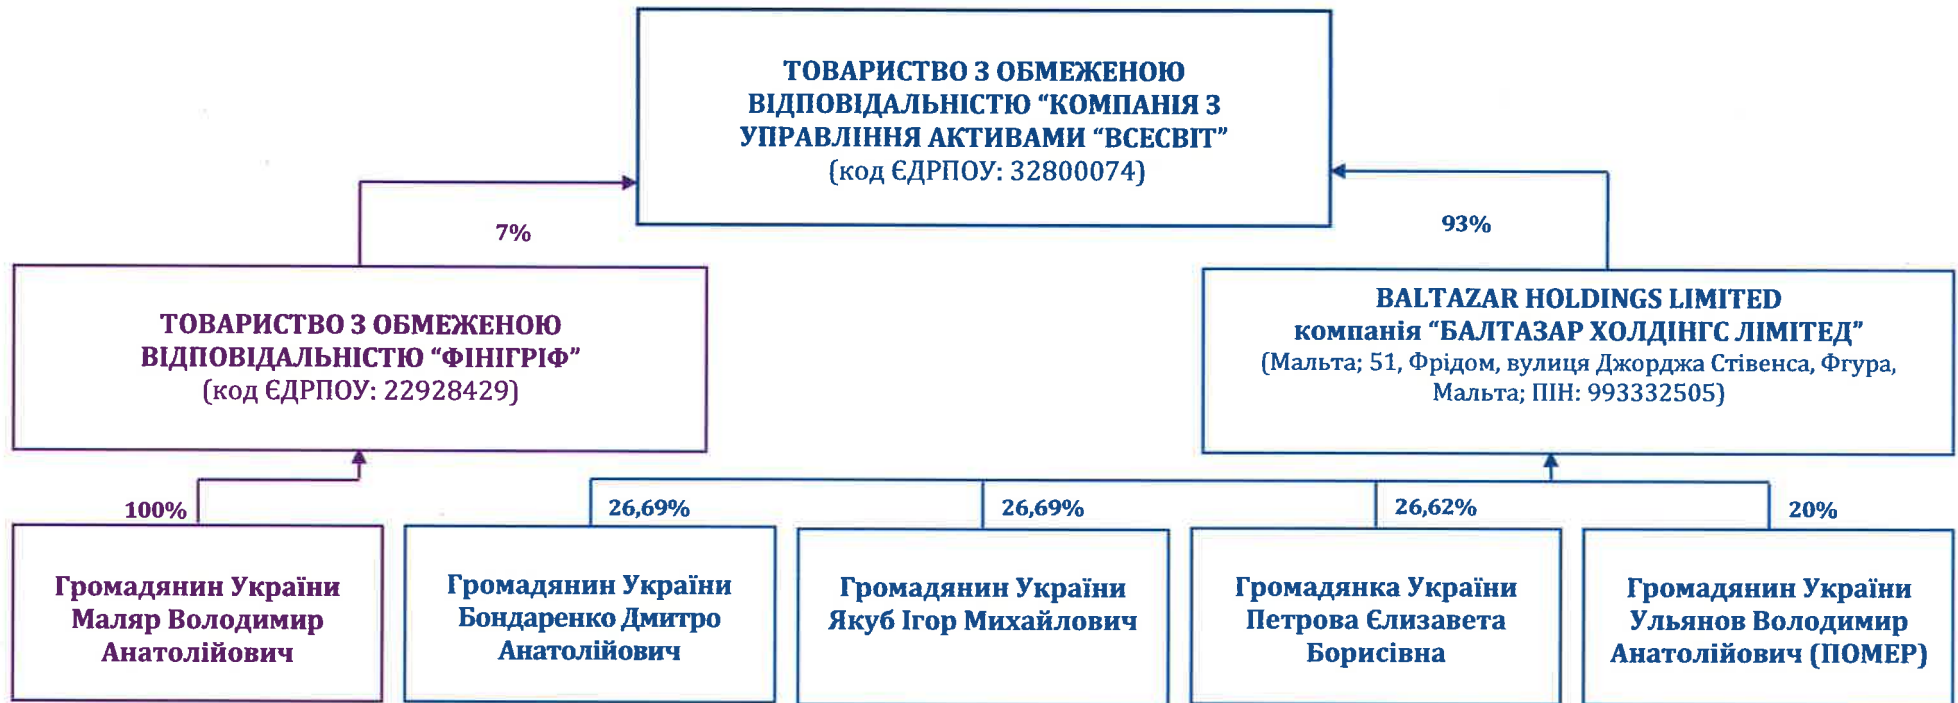 ТОВАРИСТВО З ОБМЕЖЕНОЮ
ВІДПОВІДАЛЬНІСТЮ “КОМПАНІЯ З
УПРАВЛІННЯ АКТИВАМИ “ВСЕСВІТ”
(код ЄДРПОУ: 32800074)
7%
93%
ТОВАРИСТВО З ОБМЕЖЕНОЮ
ВІДПОВІДАЛЬНІСТЮ “ФІНІГРІФ”
(код ЄДРПОУ: 22928429)
BALTAZAR HOLDINGS LIMITED
компанія “БАЛТАЗАР ХОЛДІНГС ЛІМІТЕД”
(Мальта; 51, Фрідом, вулиця Джорджа Стівенса, Фгура,
Мальта; ПІН: 993332505)
100%
26,69%
26,69%
26,62%
20%
Громадянин України
Маляр Володимир
Анатолійович
Громадянин України
Бондаренко Дмитро
Анатолійович
Громадянин України
Якуб Ігор Михайлович
Громадянка України
Петрова Єлизавета
Борисівна
Громадянин України
Ульянов Володимир
Анатолійович (ПОМЕР)